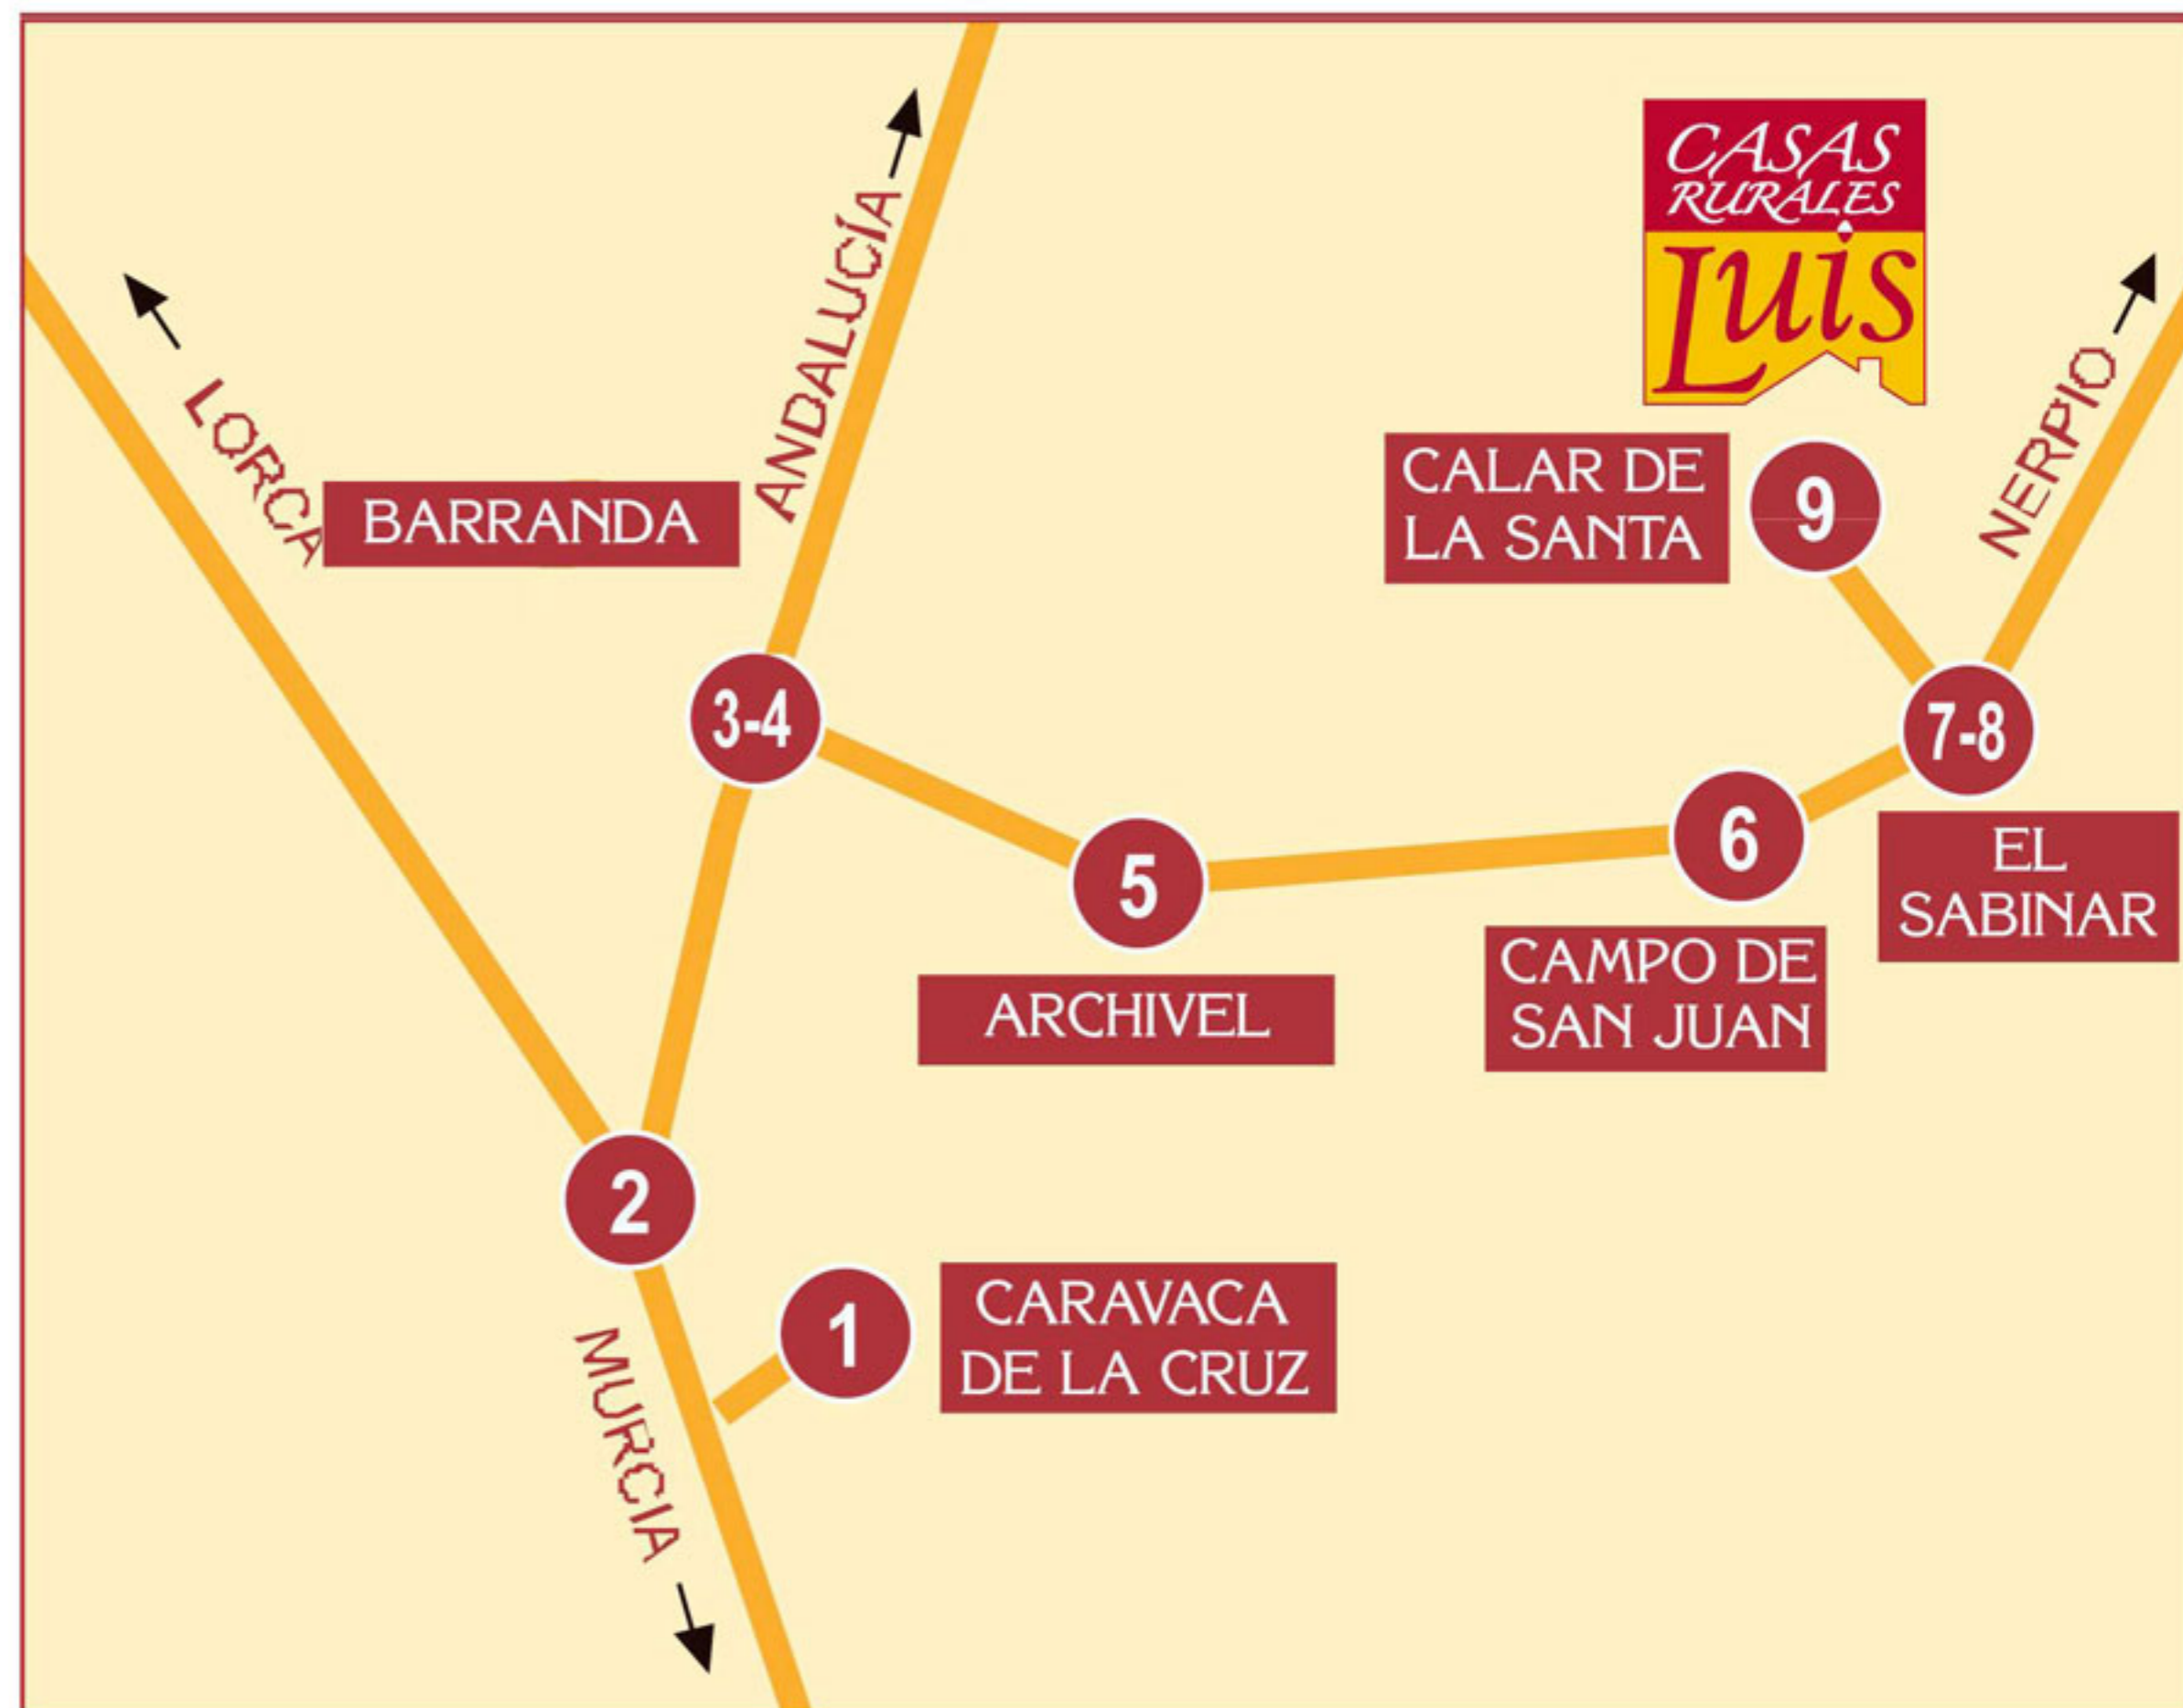 CASAS
RURALES
Luis
ANDALUCÍA
LORCA
NERPIO
BARRANDA
CALAR DE
LA SANTA
9
3-4
7-8
6
5
EL
SABINAR
CAMPO DE
SAN JUAN
ARCHIVEL
2
1
CARAVACA
DE LA CRUZ
MURCIA